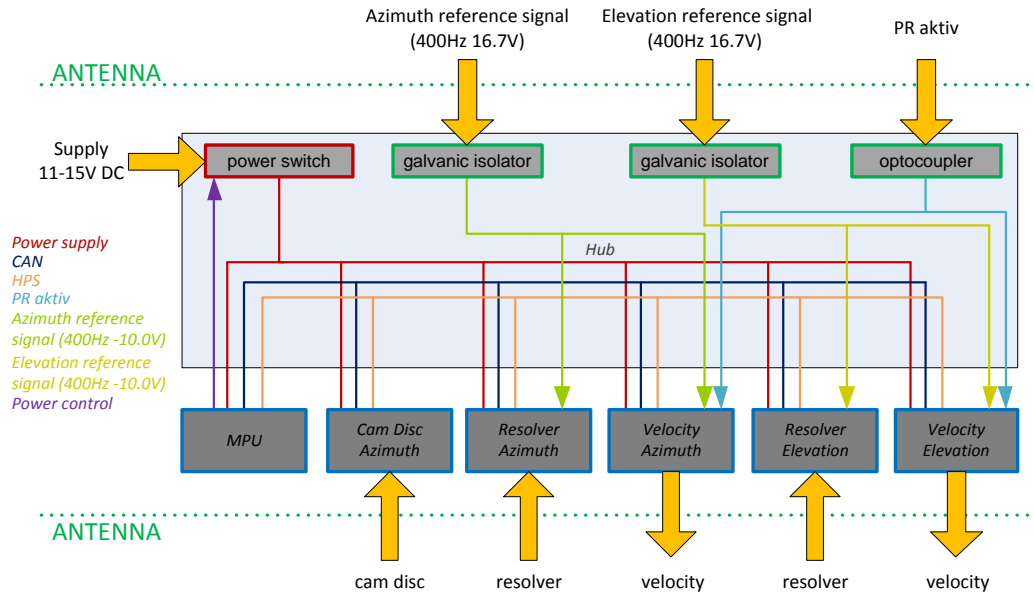 Azimuth reference signal
(400Hz 16.7V)
Elevation reference signal
(400Hz 16.7V)
PR aktiv
ANTENNA
Supply
11-15V DC
power switch
galvanic isolator
galvanic isolator
optocoupler
Hub
Power supply
CAN
HPS
PR aktiv
Azimuth reference
signal (400Hz -10.0V)
Elevation reference
signal (400Hz -10.0V)
Power control
MPU
Cam Disc
Azimuth
Resolver
Azimuth
Velocity
Azimuth
Resolver
Elevation
Velocity
Elevation
ANTENNA
cam disc
resolver
velocity
resolver
velocity